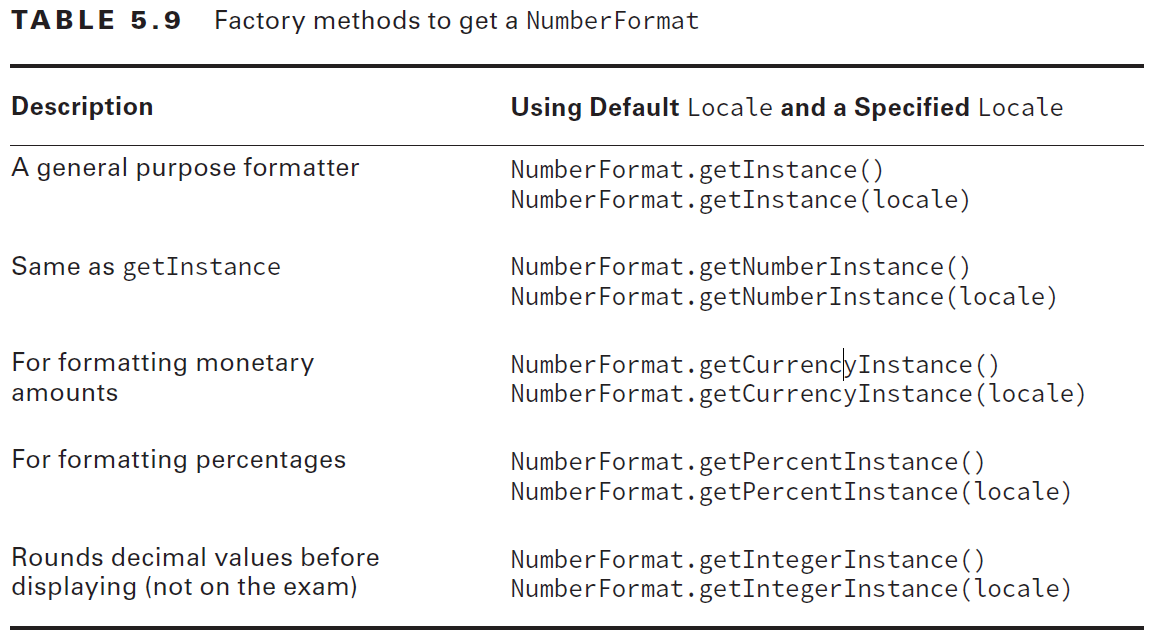 TABLE 5.9 Factory methods to get a NumberFormat
Description Using Default Locale and a Specified Locale
A general purpose formatter NumberFormat.getInstance()
NumberFormat.getInstance(locale)
Same as getInstance NumberFormat.getNumberInstance()
NumberFormat.getNumberInstance(locale)
For formatting monetary NumberFormat.getCurrencyInstance()
amounts NumberFormat.getCurrencyInstance(locale)
For formatting percentages NumberFormat.getPercentInstance()
NumberFormat.getPercentInstance(locale)
Rounds decimal values before NumberFormat.getIntegerInstance()
displaying (not on the exam) NumberFormat.getIntegerInstance(locale)